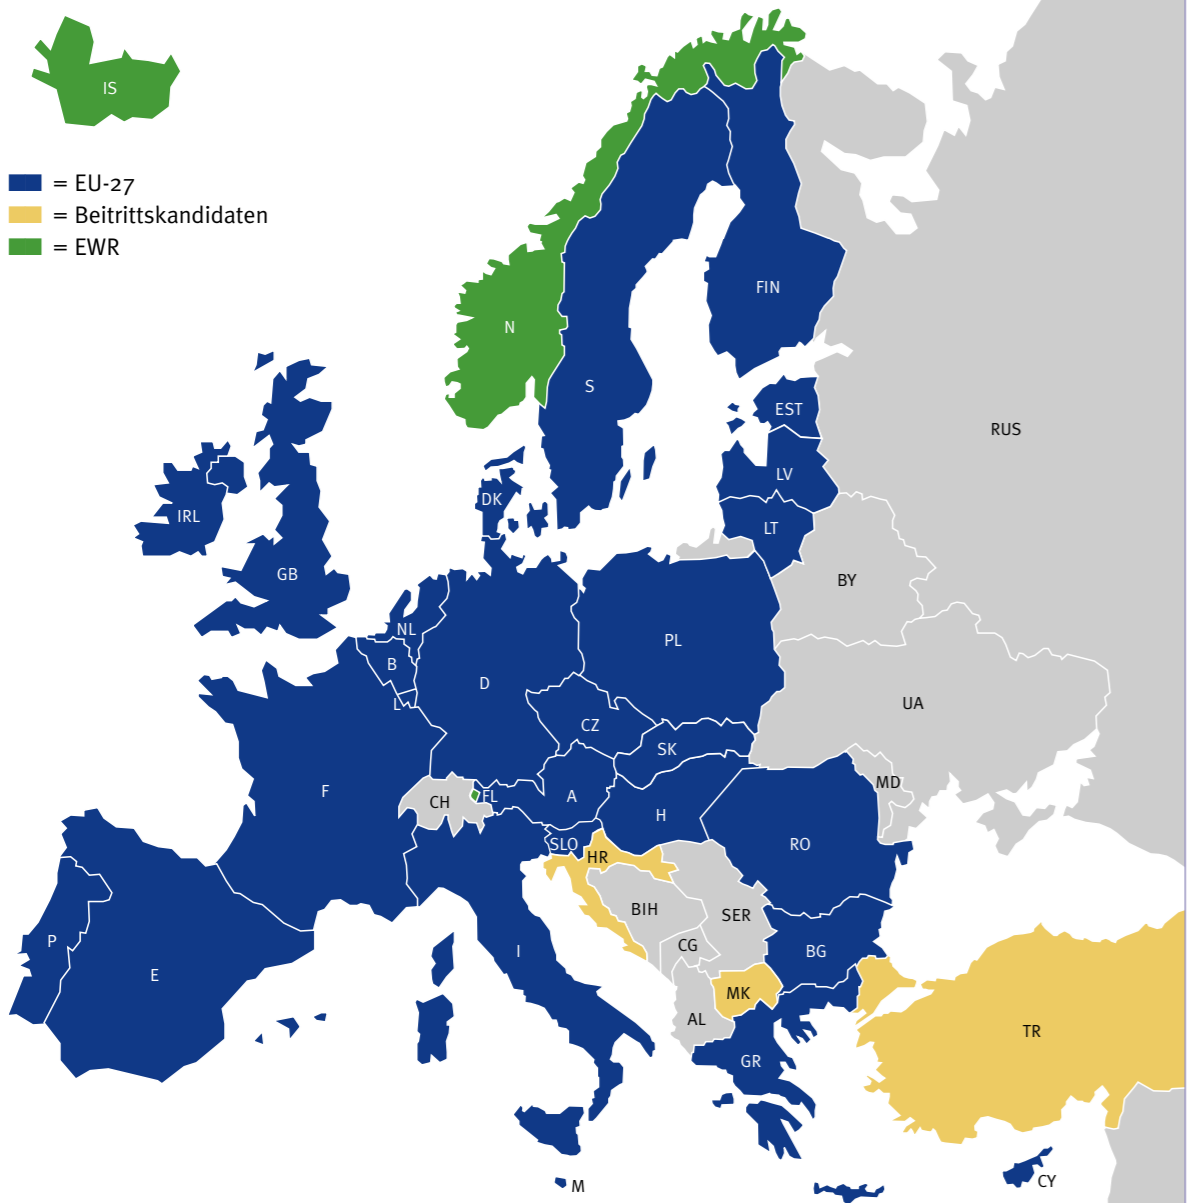 IS
= EU-27
= Beitrittskandidaten
= EWR
FIN
N
S
EST
RUS
LV
DK
IRL
LT
GB
BY
NL
PL
B
D
L
UA
CZ
SK
MD
F
FL
A
CH
H
SLO
RO
HR
BIH
SER
P
CG
I
BG
E
MK
AL
TR
GR
CY
M